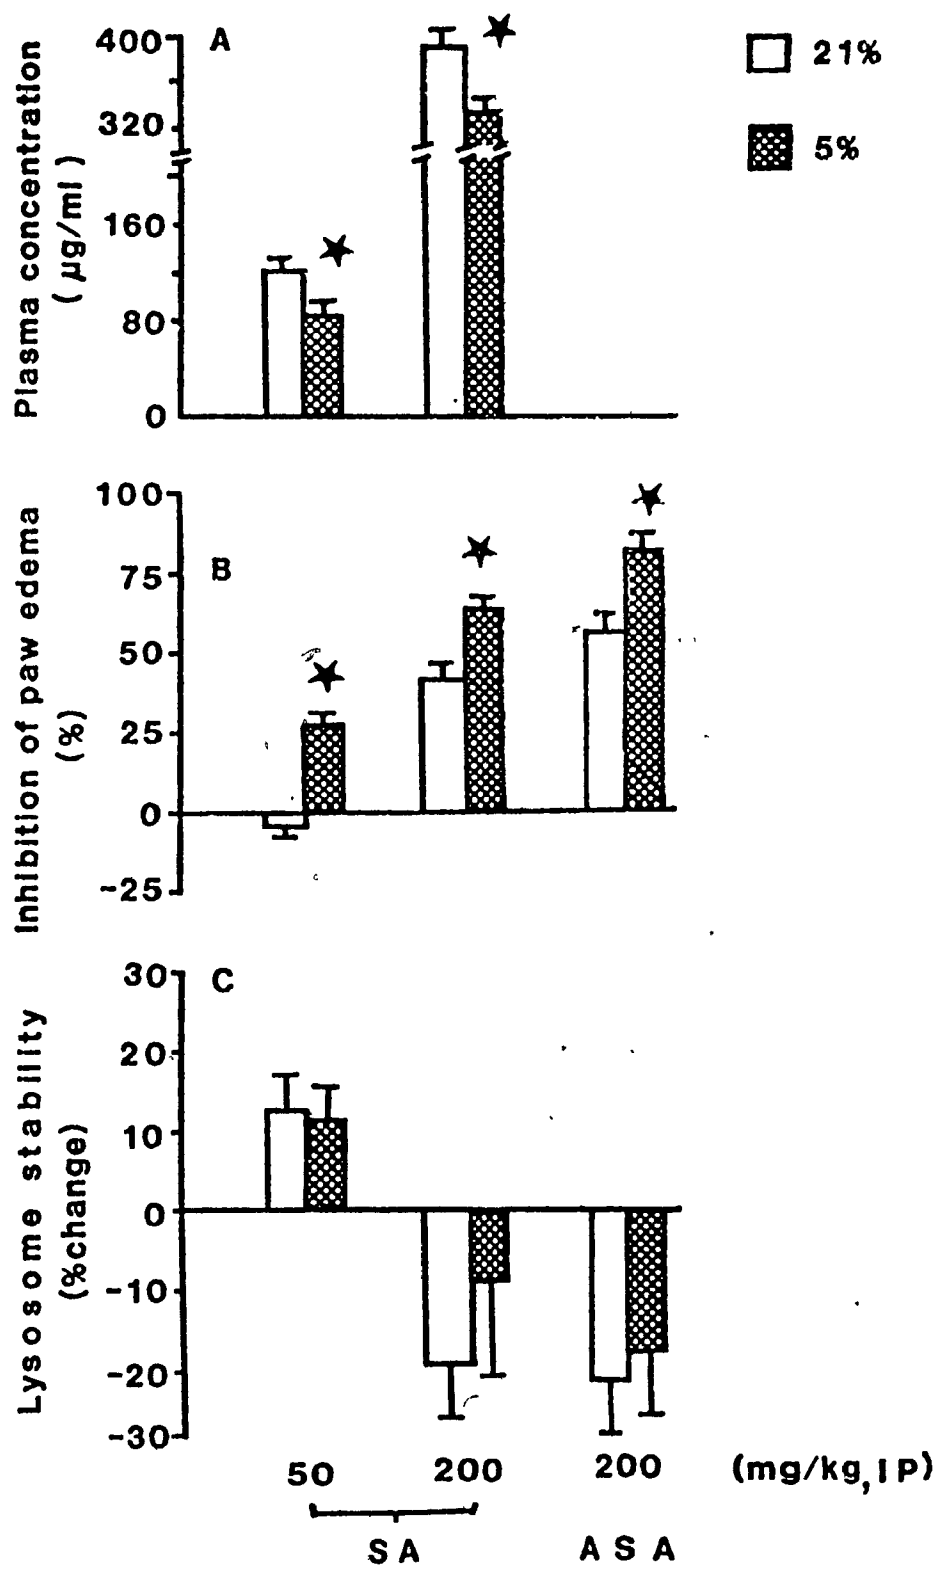 A
21%
5%
Plasma concentration
(µg/ml)
400
320
160
80
0
B
Inhibition of paw edema
(%)
100
75
50
25
0
-25
C
Lysosome stability
(%change)
30
20
10
0
-10
-20
-30
50 200 200 (mg/kg, IP)
SA ASA